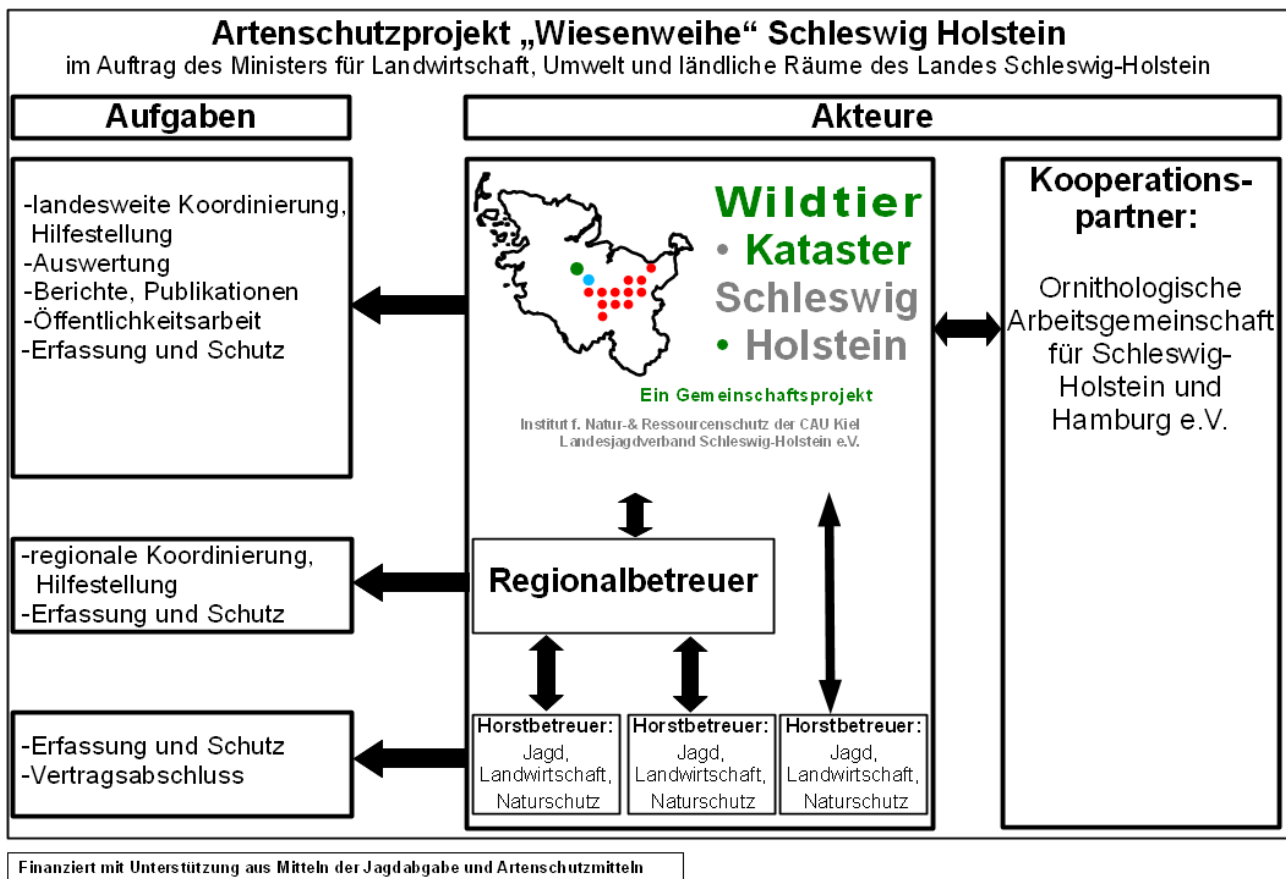 Artenschutzprojekt „Wiesenweihe“ Schleswig Holstein
im Auftrag des Ministers für Landwirtschaft, Umwelt und ländliche Räume des Landes Schleswig-Holstein
Aufgaben
Akteure
-landesweite Koordinierung,
Hilfestellung
-Auswertung
-Berichte, Publikationen
-Öffentlichkeitsarbeit
-Erfassung und Schutz
Wildtier
• Kataster
Schleswig
• Holstein
Ein Gemeinschaftsprojekt
Institut f. Natur-& Ressourcenschutz der CAU Kiel
Landesjagdverband Schleswig-Holstein e.V.
Kooperations-
partner:
Ornithologische
Arbeitsgemeinschaft
für Schleswig-
Holstein und
Hamburg e.V.
-regionale Koordinierung,
Hilfestellung
-Erfassung und Schutz
Regionalbetreuer
-Erfassung und Schutz
-Vertragsabschluss
Horstbetreuer:
Jagd,
Landwirtschaft,
Naturschutz
Horstbetreuer:
Jagd,
Landwirtschaft,
Naturschutz
Horstbetreuer:
Jagd,
Landwirtschaft,
Naturschutz
Finanziert mit Unterstützung aus Mitteln der Jagdabgabe und Artenschutzmitteln